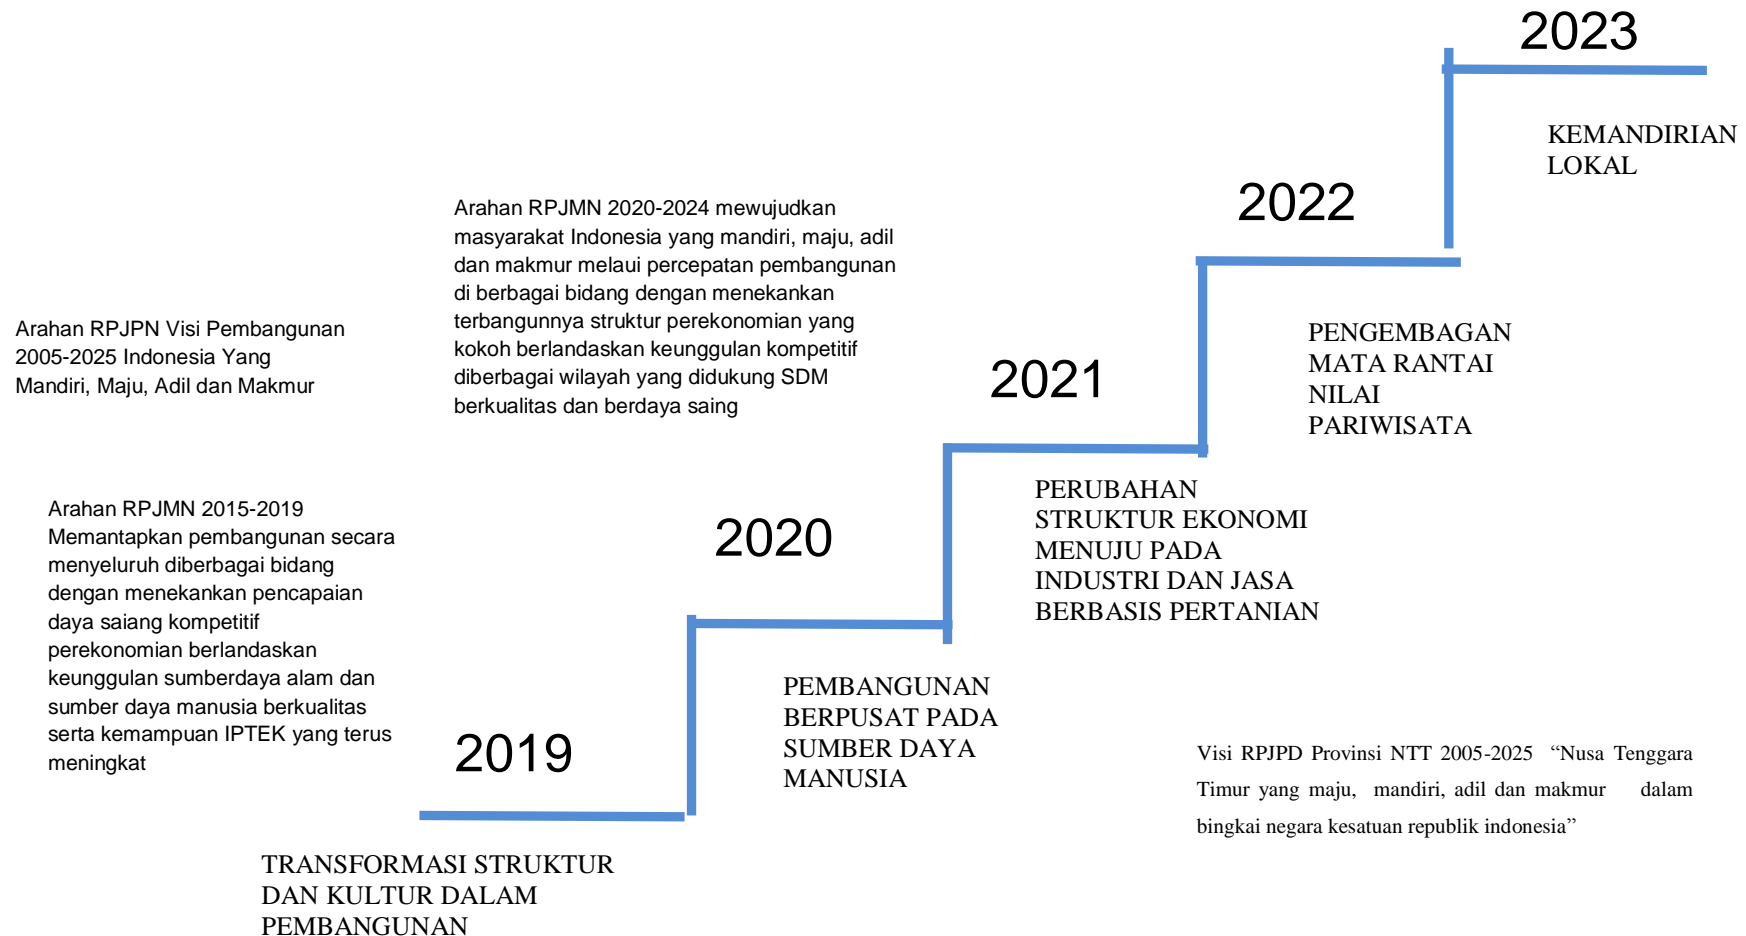 2023
KEMANDIRIAN
LOKAL
2022
PENGEMBAGAN
MATA RANTAI
NILAI
PARIWISATA
Arahan RPJMN 2020-2024 mewujudkan
masyarakat Indonesia yang mandiri, maju, adil
dan makmur melaui percepatan pembangunan
di berbagai bidang dengan menekankan
terbangunnya struktur perekonomian yang
kokoh berlandaskan keunggulan kompetitif
diberbagai wilayah yang didukung SDM
berkualitas dan berdaya saing
Arahan RPJPN Visi Pembangunan
2005-2025 Indonesia Yang
Mandiri, Maju, Adil dan Makmur
2021
PERUBAHAN
STRUKTUR EKONOMI
MENUJU PADA
INDUSTRI DAN JASA
BERBASIS PERTANIAN
Arahan RPJMN 2015-2019
Memantapkan pembangunan secara
menyeluruh diberbagai bidang
dengan menekankan pencapaian
daya saiang kompetitif
perekonomian berlandaskan
keunggulan sumberdaya alam dan
sumber daya manusia berkualitas
serta kemampuan IPTEK yang terus
meningkat
2020
PEMBANGUNAN
BERPUSAT PADA
SUMBER DAYA
MANUSIA
2019
TRANSFORMASI STRUKTUR
DAN KULTUR DALAM
PEMBANGUNAN
Visi RPJPD Provinsi NTT 2005-2025 “Nusa Tenggara
Timur yang maju, mandiri, adil dan makmur dalam
bingkai negara kesatuan republik indonesia”